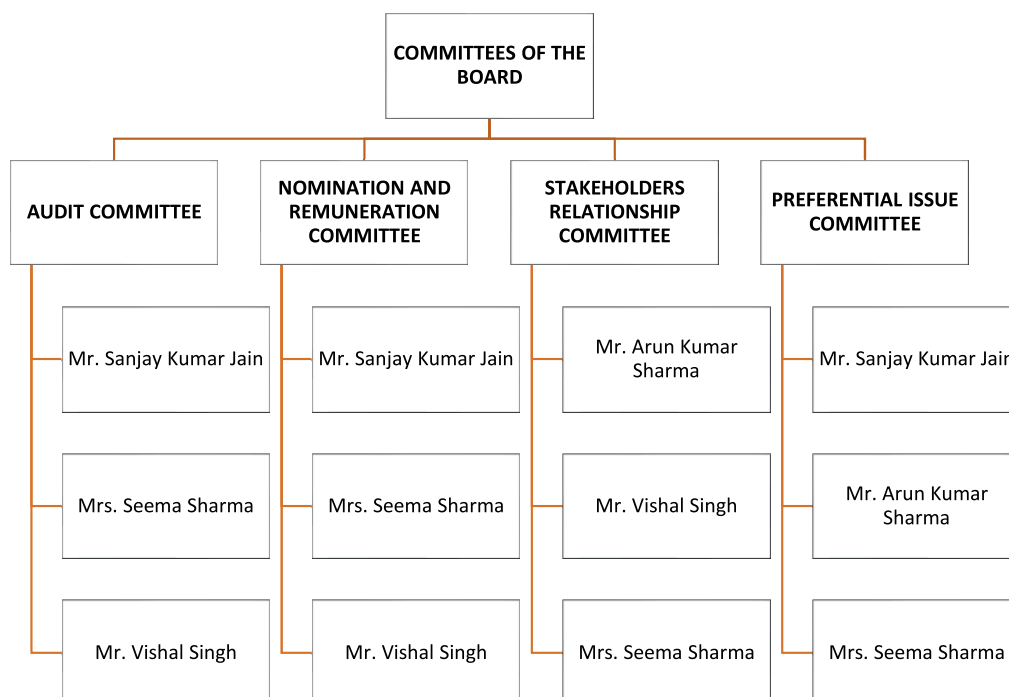 COMMITTEES OF THE
BOARD
AUDIT COMMITTEE
Mr. Sanjay Kumar Jain
Mrs. Seema Sharma
Mr. Vishal Singh
NOMINATION AND
REMUNERATION
COMMITTEE
Mr. Sanjay Kumar Jain
Mrs. Seema Sharma
Mr. Vishal Singh
STAKEHOLDERS
RELATIONSHIP
COMMITTEE
Mr. Arun Kumar
Sharma
Mr. Vishal Singh
Mrs. Seema Sharma
PREFERENTIAL ISSUE
COMMITTEE
Mr. Sanjay Kumar Jain
Mr. Arun Kumar
Sharma
Mrs. Seema Sharma